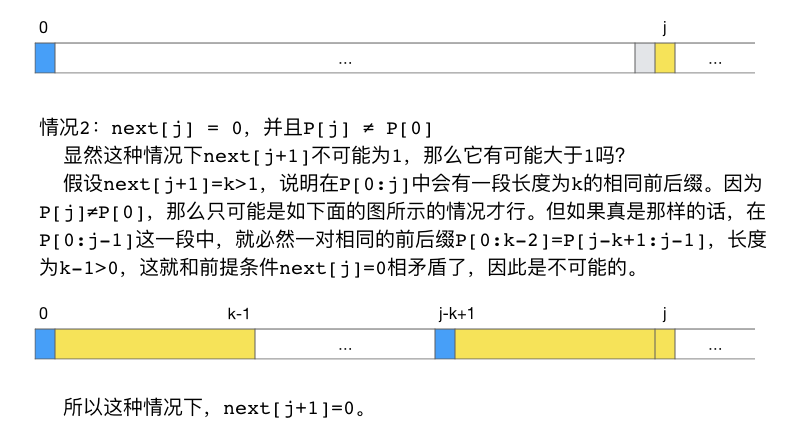 0 j
... ...
情况2：next[j] = 0，并且P[j] ≠ P[0]
显然这种情况下next[j+1]不可能为1，那么它有可能大于1吗？
假设next[j+1]=k>1，说明在P[0:j]中会有一段长度为k的相同前后缀。因为
P[j]≠P[0]，那么只可能是如下面的图所示的情况才行。但如果真是那样的话，在
P[0:j-1]这一段中，就必然一对相同的前后缀P[0:k-2]=P[j-k+1:j-1]，长度
为k-1>0，这就和前提条件next[j]=0相矛盾了，因此是不可能的。
0 k-1 j-k+1 j
... ...
所以这种情况下，next[j+1]=0。